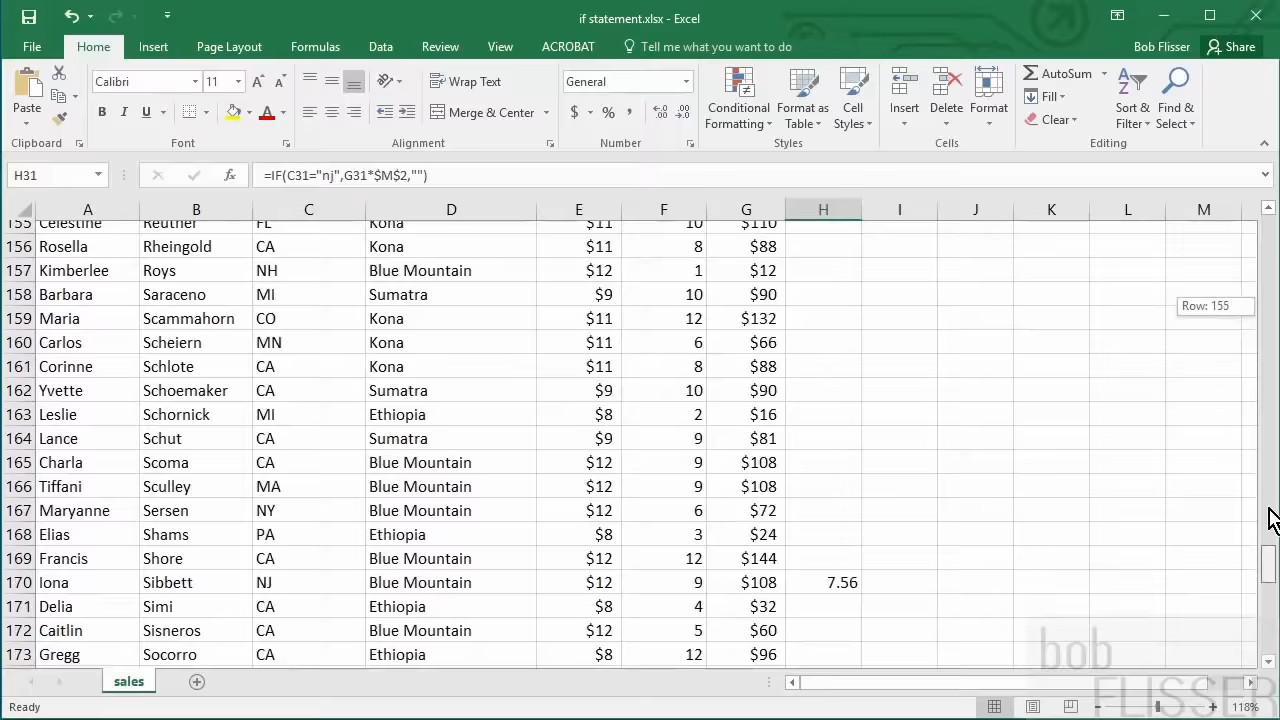 if statement.xlsx - Excel
File Home Insert Page Layout Formulas Data Review View ACROBAT Tell me what you want to do Bob Flisser Share
Calibri 11 Wrap Text General AutoSum
Paste Conditional Formatting Format as Table Cell Styles Insert Delete Format Fill Sort & Filter Find & Select
B I U A Merge & Center $ % , Clear
Clipboard Font Alignment Number Styles Cells Editing
H31 fx =IF(C31="nj",G31*$M$2,"")
A B C D E F G H I J K L M
155 Celestine Reuther FL Kona $11 10 $110
156 Rosella Rheingold CA Kona $11 8 $88
157 Kimberlee Roys NH Blue Mountain $12 1 $12
158 Barbara Saraceno MI Sumatra $9 10 $90
Row: 155
159 Maria Scammahorn CO Kona $11 12 $132
160 Carlos Scheiern MN Kona $11 6 $66
161 Corinne Schlote CA Kona $11 8 $88
162 Yvette Schoemaker CA Sumatra $9 10 $90
163 Leslie Schornick MI Ethiopia $8 2 $16
164 Lance Schut CA Sumatra $9 9 $81
165 Charla Scoma CA Blue Mountain $12 9 $108
166 Tiffani Sculley MA Blue Mountain $12 9 $108
167 Maryanne Sersen NY Blue Mountain $12 6 $72
168 Elias Shams PA Ethiopia $8 3 $24
169 Francis Shore CA Blue Mountain $12 12 $144
170 Iona Sibbett NJ Blue Mountain $12 9 $108 7.56
171 Delia Simi CA Ethiopia $8 4 $32
172 Caitlin Sisneros CA Blue Mountain $12 5 $60
173 Gregg Socorro CA Ethiopia $8 12 $96
bob
FLISSER
sales
Ready 118%